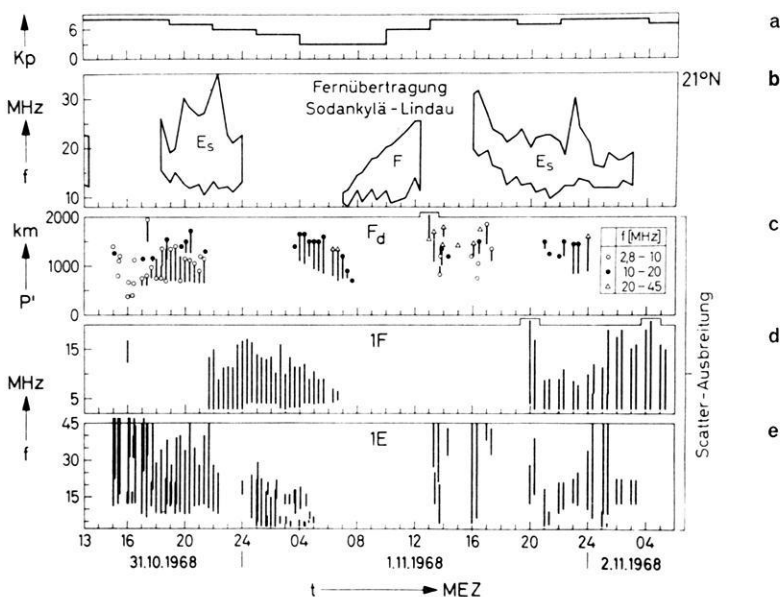 a
6
0
Kp
21°N
b
MHz
f
30
20
10
Fernübertragung
Sodankylä - Lindau
Es
F
Es
c
km
P'
2000
1000
0
Fd
f [MHz]
○ 2,8 - 10
● 10 - 20
△ 20 - 45
d
MHz
f
15
5
1F
e
45
30
15
1E
Scatter-Ausbreitung
13 16 20 24 04 08 12 16 20 24 04
31.10.1968 1.11.1968 2.11.1968
t MEZ